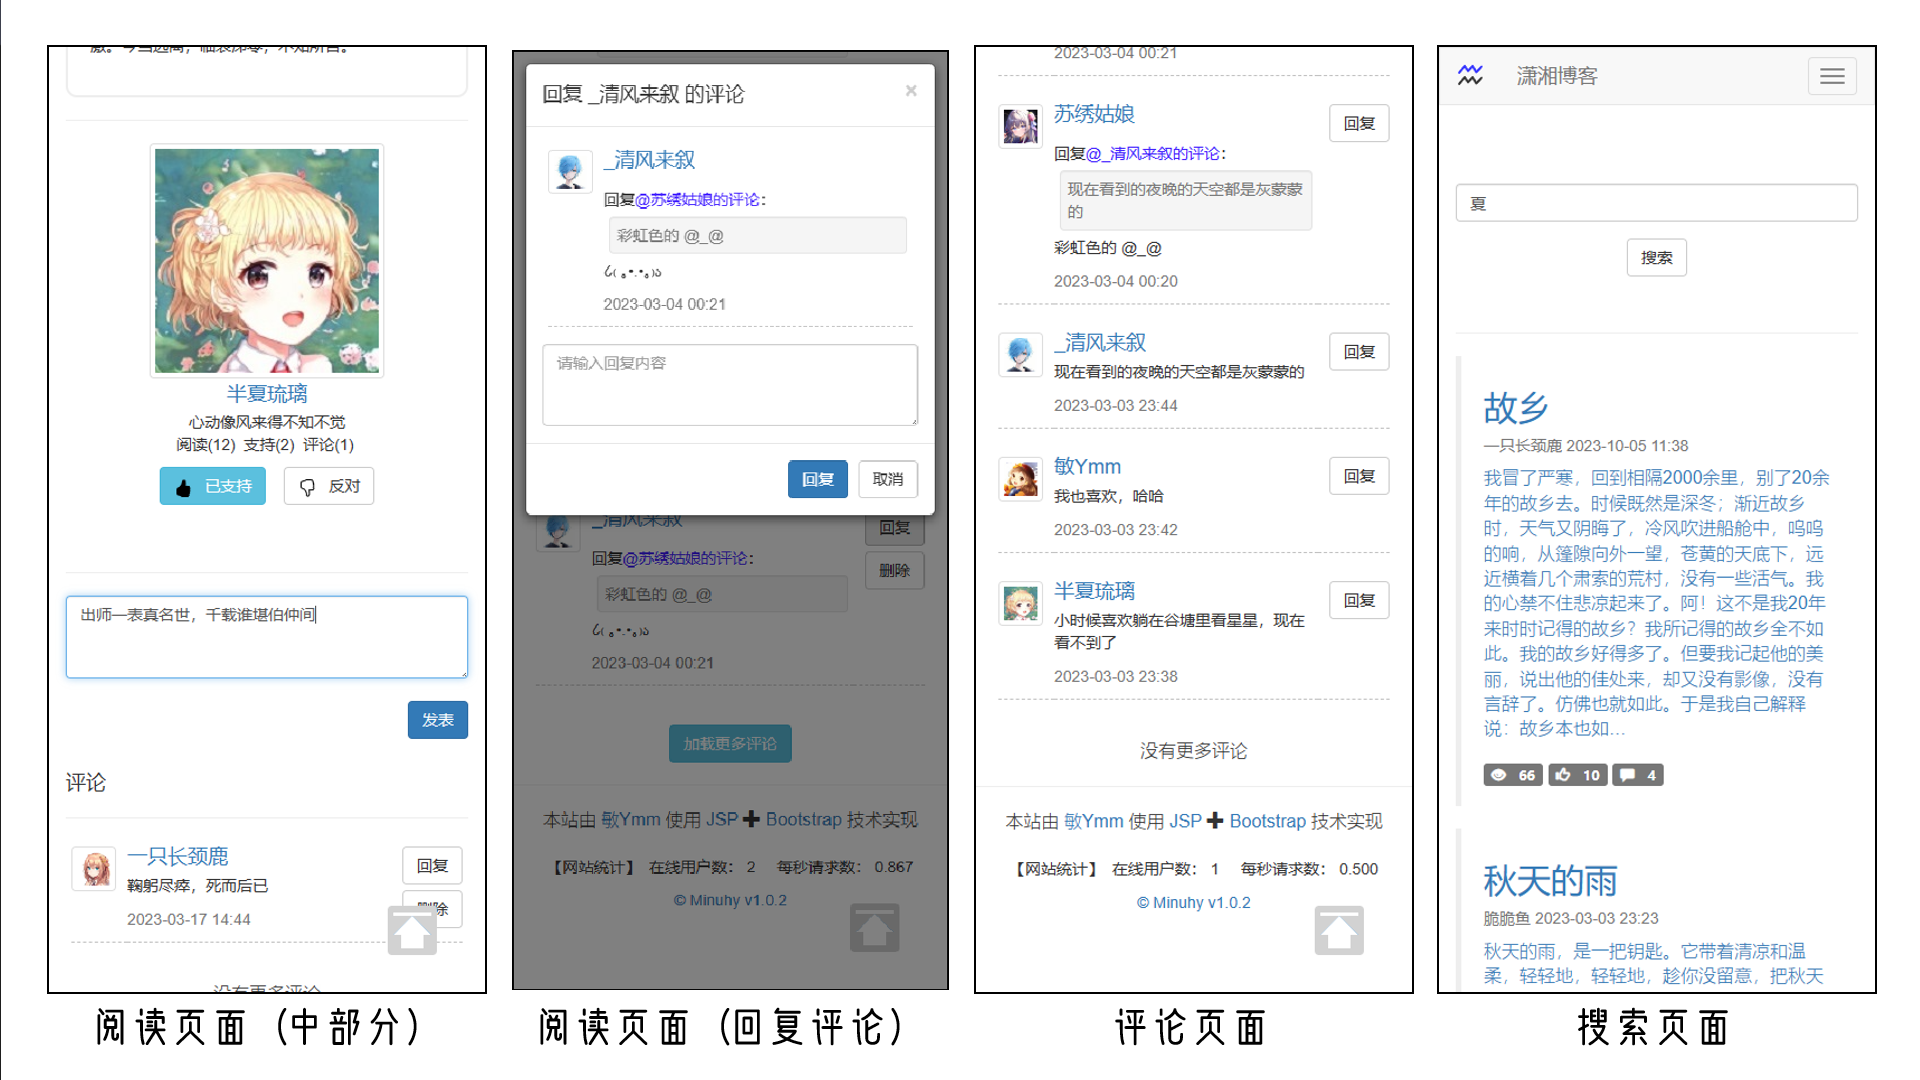 半夏琉璃
心动像风来得不知不觉
阅读(12) 支持(2) 评论(1)
已支持
反对
出师一表真名世，千载谁堪伯仲间
发表
评论
一只长颈鹿
回复
鞠躬尽瘁，死而后已
2023-03-17 14:44
阅读页面（中部分）
回复 _清风来叙 的评论
×
_清风来叙
回复@苏绣姑娘的评论：
彩虹色的 @_@
2023-03-04 00:21
请输入回复内容
回复
取消
_清风来叙
回复
回复@苏绣姑娘的评论：
删除
彩虹色的 @_@
2023-03-04 00:21
加载更多评论
本站由 敏Ymm 使用 JSP ✚ Bootstrap 技术实现
【网站统计】 在线用户数： 2 每秒请求数： 0.867
© Minuhy v1.0.2
阅读页面（回复评论）
2023-03-04 00:21
苏绣姑娘
回复
回复@_清风来叙的评论：
现在看到的夜晚的天空都是灰蒙蒙
的
彩虹色的 @_@
2023-03-04 00:20
_清风来叙
回复
现在看到的夜晚的天空都是灰蒙蒙的
2023-03-03 23:44
敏Ymm
回复
我也喜欢，哈哈
2023-03-03 23:42
半夏琉璃
回复
小时候喜欢躺在谷塘里看星星，现在
看不到了
2023-03-03 23:38
没有更多评论
本站由 敏Ymm 使用 JSP ✚ Bootstrap 技术实现
【网站统计】 在线用户数： 1 每秒请求数： 0.500
© Minuhy v1.0.2
评论页面
潇湘博客
夏
搜索
故乡
一只长颈鹿 2023-10-05 11:38
我冒了严寒，回到相隔2000余里，别了20余
年的故乡去。时候既然是深冬；渐近故乡
时，天气又阴晦了，冷风吹进船舱中，呜呜
的响，从篷隙向外一望，苍黄的天底下，远
近横着几个萧索的荒村，没有一些活气。我
的心禁不住悲凉起来了。阿！这不是我20年
来时时记得的故乡？我所记得的故乡全不如
此。我的故乡好得多了。但要我记起他的美
丽，说出他的佳处来，却又没有影像，没有
言辞了。仿佛也就如此。于是我自己解释
说：故乡本也如...
66 10 4
秋天的雨
脆脆鱼 2023-03-03 23:23
秋天的雨，是一把钥匙。它带着清凉和温
柔，轻轻地，轻轻地，趁你没留意，把秋天
搜索页面